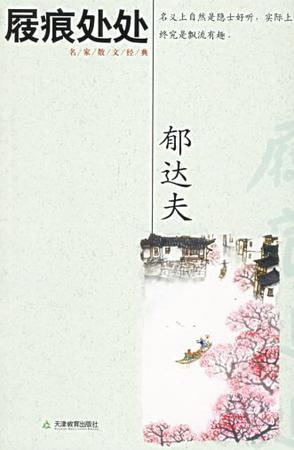 屐痕处处
名/家/散/文/经/典
名义上自然是隐士好听，实际上
终究是飘流有趣。
郁达夫
天津教育出版社